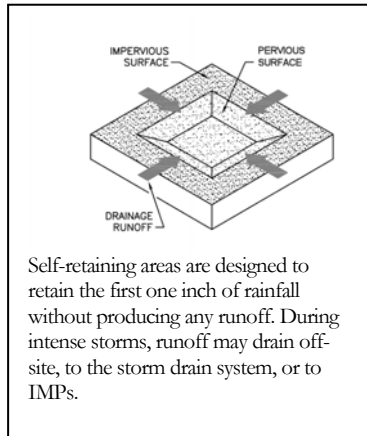 IMPERVIOUS
SURFACE
PERVIOUS
SURFACE
DRAINAGE
RUNOFF
Self-retaining areas are designed to
retain the first one inch of rainfall
without producing any runoff. During
intense storms, runoff may drain off-
site, to the storm drain system, or to
IMPs.